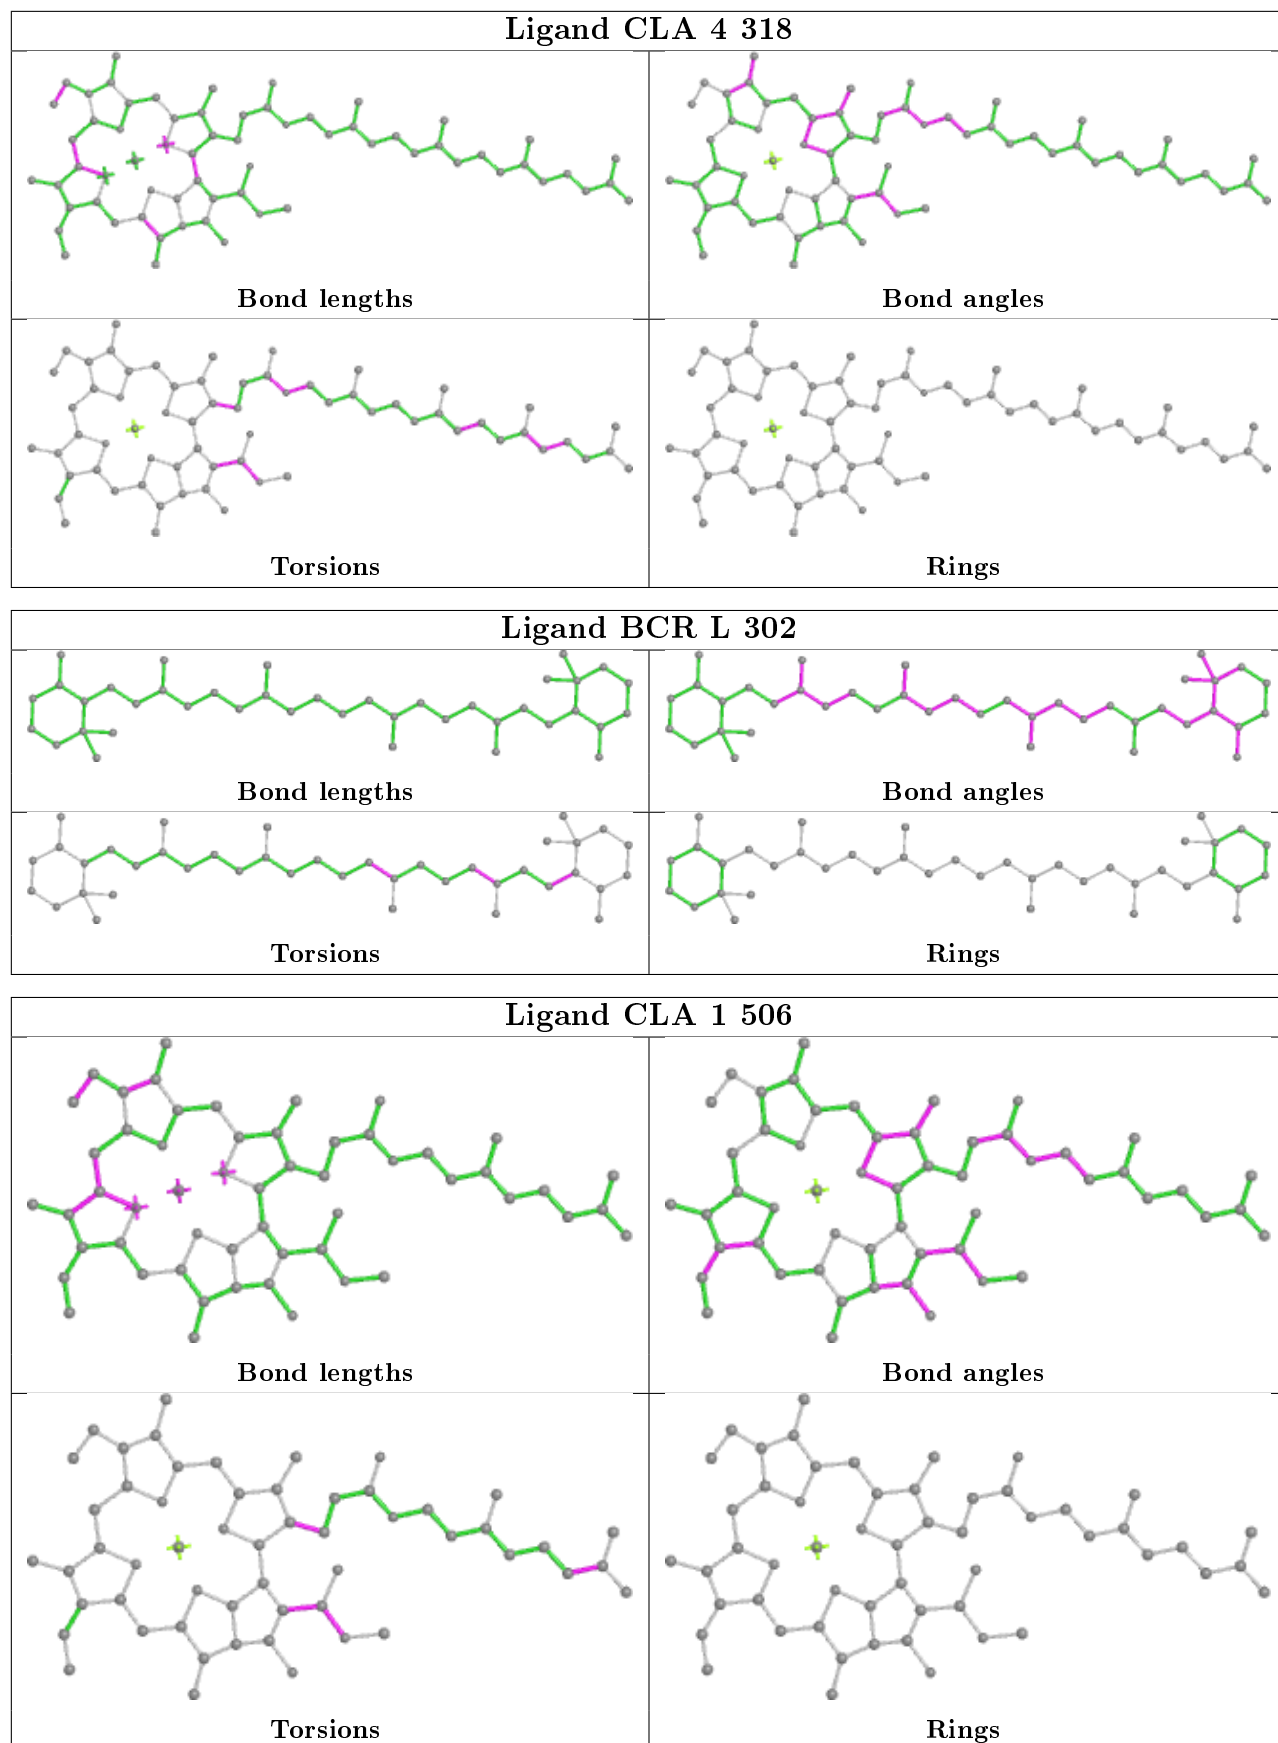 Ligand CLA 4 318
Bond lengths
Bond angles
Torsions
Rings
Ligand BCR L 302
Bond lengths
Bond angles
Torsions
Rings
Ligand CLA 1 506
Bond lengths
Bond angles
Torsions
Rings